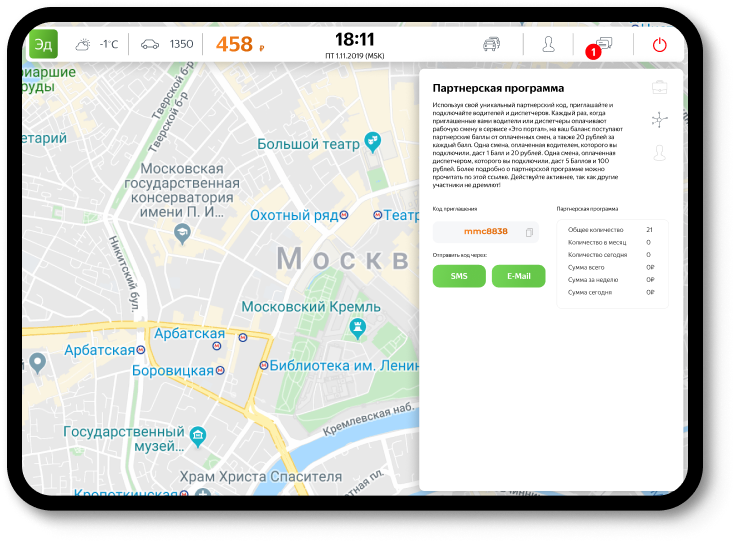 Эд
-1°C
1350
458 ₽
18:11
ПТ 1.11.2019 (MSK)
1
Партнерская программа
Используя свой уникальный партнерский код, приглашайте и
подключайте водителей и диспетчеров. Каждый раз, когда
приглашенные вами водители или диспетчеры оплачивают
рабочую смену в сервисе «Это портал», на ваш баланс поступают
партнерские баллы от оплаченных смен, а также 20 рублей за
каждый балл. Одна смена, оплаченная водителем, которого вы
подключили, даст 1 Балл и 20 рублей. Одна смена, оплаченная
диспетчером, которого вы подключили, даст 5 Баллов и 100
рублей. Более подробно о партнерской программе можно
прочитать по этой ссылке. Действуйте активнее, так как другие
участники не дремлют!
Код приглашения
mmc8838
Отправить код через:
SMS
E-Mail
Партнерская программа
Общее количество 21
Количество в месяц 0
Количество сегодня 0
Сумма всего 0₽
Сумма за неделю 0₽
Сумма сегодня 0₽
риаршие
руды
Тверской б-р
Тверской б-р
етарий
Большой театр
Московская
государственная
консерватория
имени П. И...
Охотный ряд
Театр
Москв
Никитский бул.
Московский Кремль
Арбатская
Арбатская
Боровицкая
Библиотека им. Ленин
Кремлевская наб.
Государственный
музей...
Храм Христа Спасителя
Кропоткинская
тная пл.